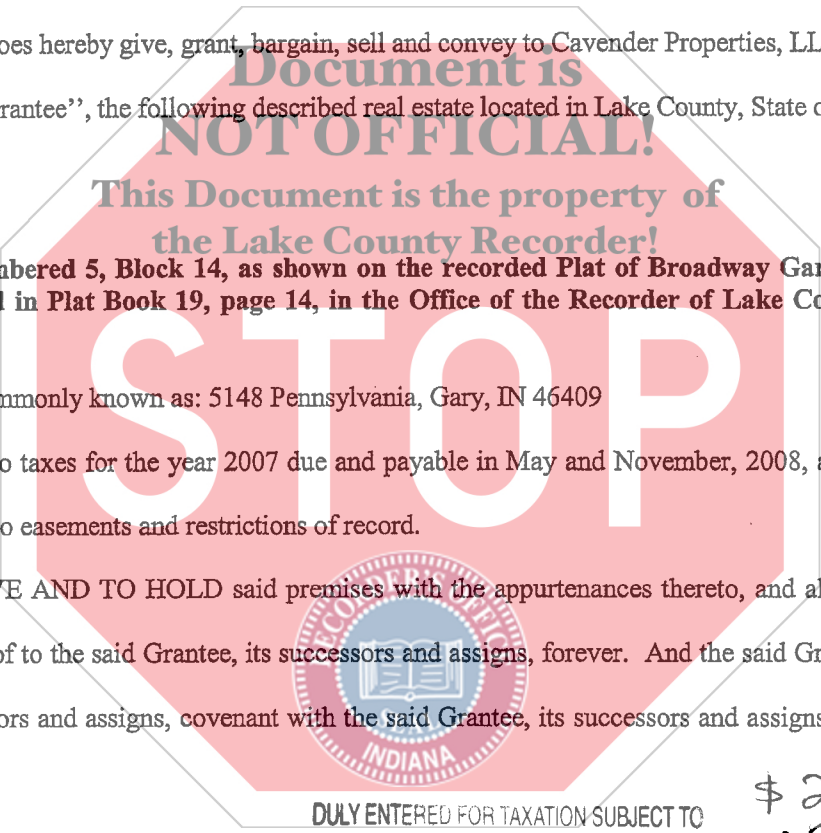 oes hereby give, grant, bargain, sell and convey to Cavender Properties, LL
Document is
rantee”, the following described real estate located in Lake County, State o
NOT OFFICIAL!
This Document is the property of
the Lake County Recorder!
nbered 5, Block 14, as shown on the recorded Plat of Broadway Gar
l in Plat Book 19, page 14, in the Office of the Recorder of Lake Co
STOP
mmonly known as: 5148 Pennsylvania, Gary, IN 46409
o taxes for the year 2007 due and payable in May and November, 2008, a
o easements and restrictions of record.
VE AND TO HOLD said premises with the appurtenances thereto, and al
of to the said Grantee, its successors and assigns, forever. And the said Gr
ors and assigns, covenant with the said Grantee, its successors and assigns
RECORDER'S OFFICE
SEAL
INDIANA
$ 2
DULY ENTERED FOR TAXATION SUBJECT TO